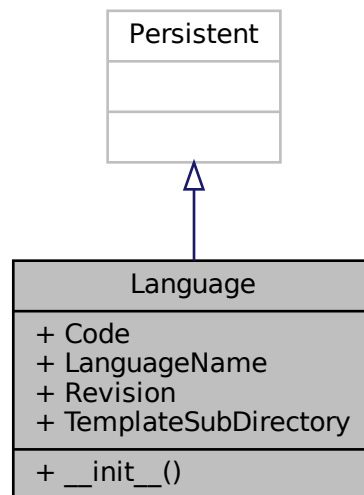 Persistent
Language
+ Code
+ LanguageName
+ Revision
+ TemplateSubDirectory
+ __init__()